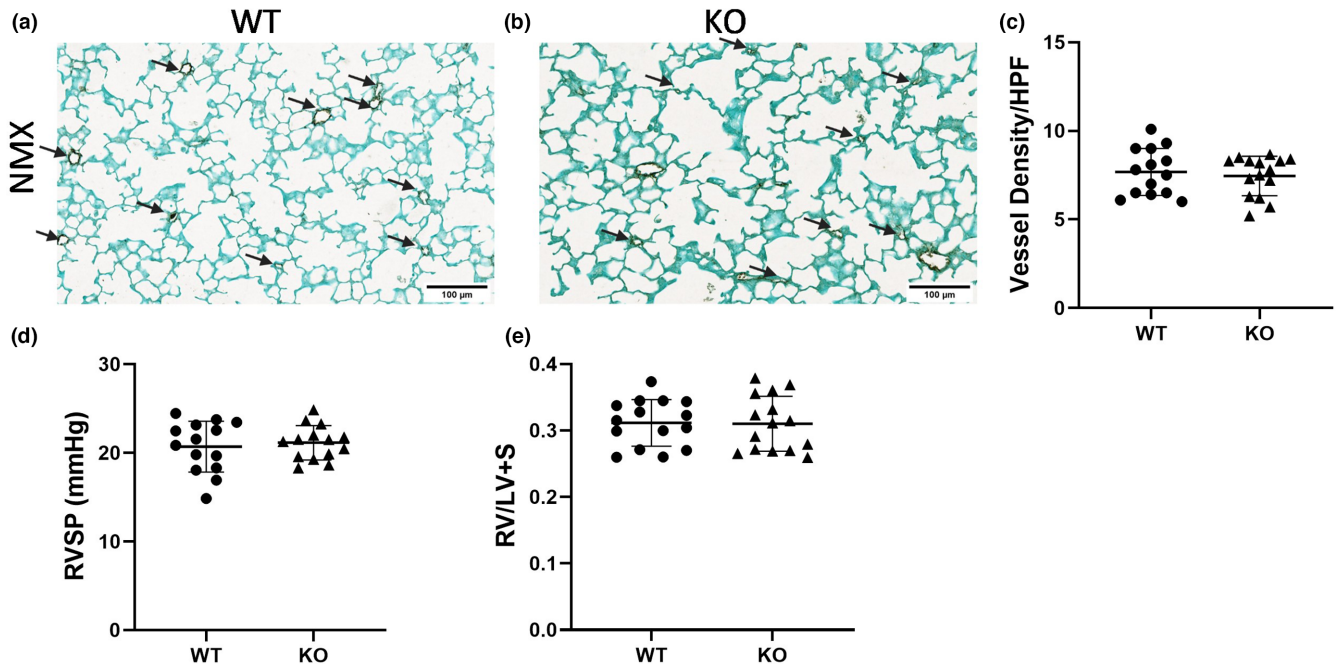 (a) WT (b) KO (c)
NMX
100 μm
100 μm
Vessel Density/HPF
15
10
5
0
WT KO
(d)
RVSP (mmHg)
30
20
10
0
WT KO
(e)
RV/LV+S
0.4
0.3
0.2
0.1
0.0
WT KO